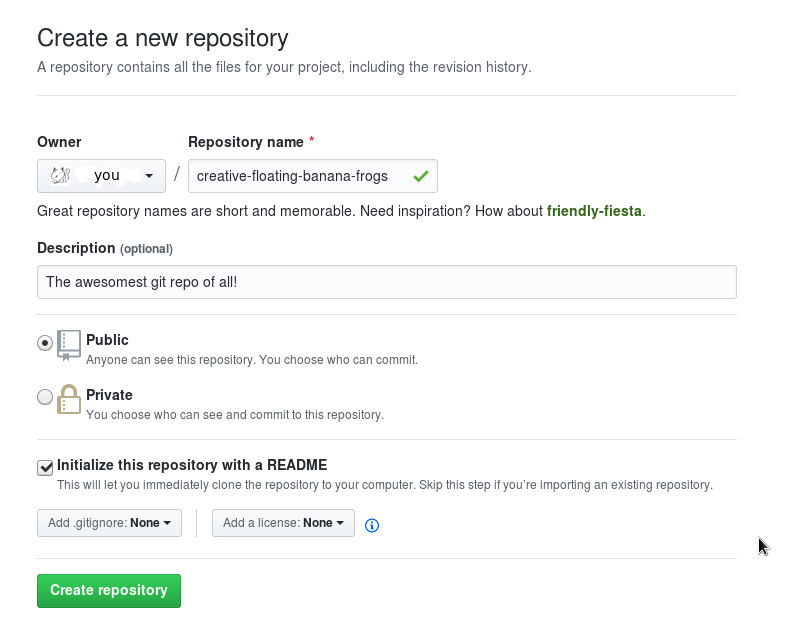 Create a new repository
A repository contains all the files for your project, including the revision history.
Owner
Repository name *
you / creative-floating-banana-frogs
Great repository names are short and memorable. Need inspiration? How about friendly-fiesta.
Description (optional)
The awesomest git repo of all!
Public
Anyone can see this repository. You choose who can commit.
Private
You choose who can see and commit to this repository.
Initialize this repository with a README
This will let you immediately clone the repository to your computer. Skip this step if you’re importing an existing repository.
Add .gitignore: None
Add a license: None
Create repository